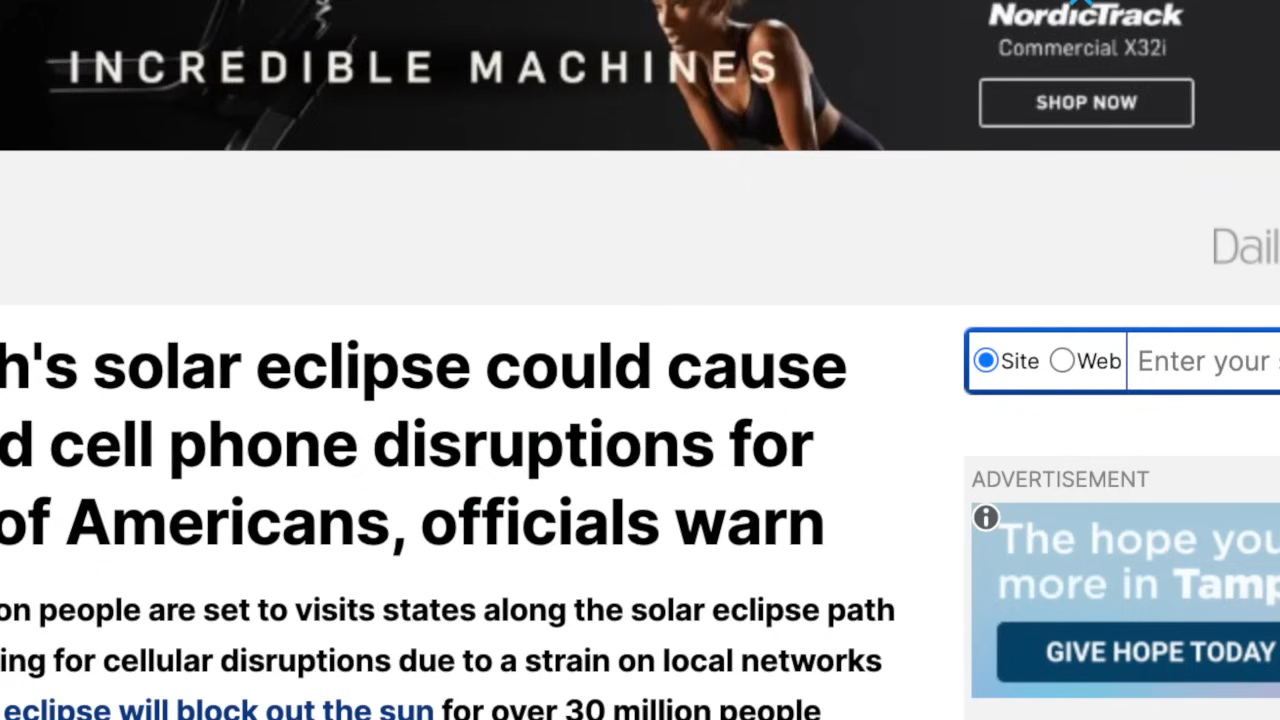 INCREDIBLE MACHINES
NordicTrack
Commercial X32i
SHOP NOW
Dail
h's solar eclipse could cause
d cell phone disruptions for
of Americans, officials warn
on people are set to visits states along the solar eclipse path
ing for cellular disruptions due to a strain on local networks
eclipse will block out the sun for over 30 million people
Site Web Enter your
ADVERTISEMENT
The hope you
more in Tamp
GIVE HOPE TODAY